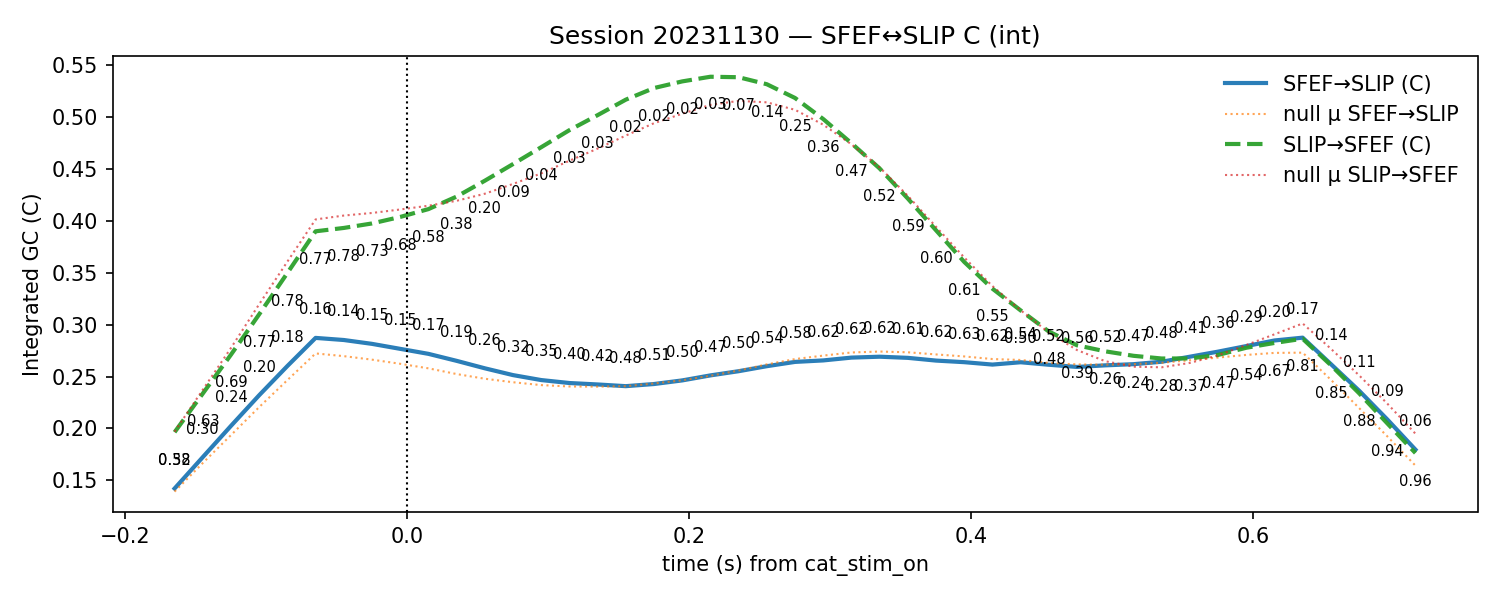 Session 20231130 — SFEF↔SLIP C (int)
Integrated GC (C)
0.55
0.50
0.45
0.40
0.35
0.30
0.25
0.20
0.15
SFEF→SLIP (C)
null μ SFEF→SLIP
SLIP→SFEF (C)
null μ SLIP→SFEF
0.63 0.69 0.77 0.78 0.77 0.78 0.73 0.68 0.58 0.38 0.20 0.09 0.04 0.03 0.03 0.02 0.02 0.02 0.03 0.07 0.14 0.25 0.36 0.47 0.52 0.59 0.60 0.61 0.55
0.30 0.24 0.20 0.18 0.16 0.14 0.15 0.15 0.17 0.19 0.26 0.32 0.35 0.40 0.42 0.48 0.51 0.50 0.47 0.50 0.54 0.58 0.62 0.62 0.62 0.61 0.62 0.63 0.62 0.52 0.56 0.52 0.47 0.48 0.41 0.36 0.29 0.20 0.17 0.14 0.11 0.09 0.06
0.48 0.39 0.26 0.24 0.28 0.37 0.47 0.54 0.67 0.81 0.85 0.88 0.94 0.96
−0.2 0.0 0.2 0.4 0.6
time (s) from cat_stim_on